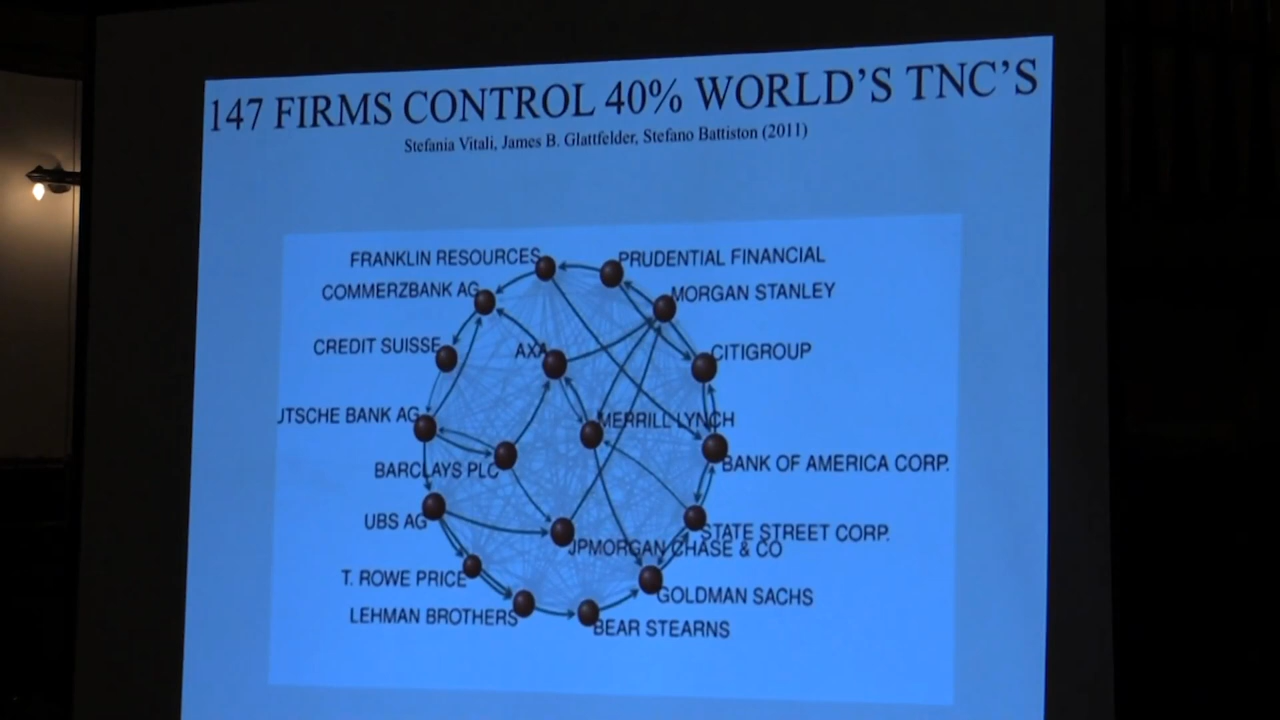 147 FIRMS CONTROL 40% WORLD'S TNC'S
Stefania Vitali, James B. Glattfelder, Stefano Battiston (2011)
FRANKLIN RESOURCES
PRUDENTIAL FINANCIAL
COMMERZBANK AG
MORGAN STANLEY
CREDIT SUISSE
AXA
CITIGROUP
JTSCHE BANK AG
MERRILL LYNCH
BARCLAYS PLC
BANK OF AMERICA CORP.
UBS AG
STATE STREET CORP.
JPMORGAN CHASE & CO
T. ROWE PRICE
GOLDMAN SACHS
LEHMAN BROTHERS
BEAR STEARNS